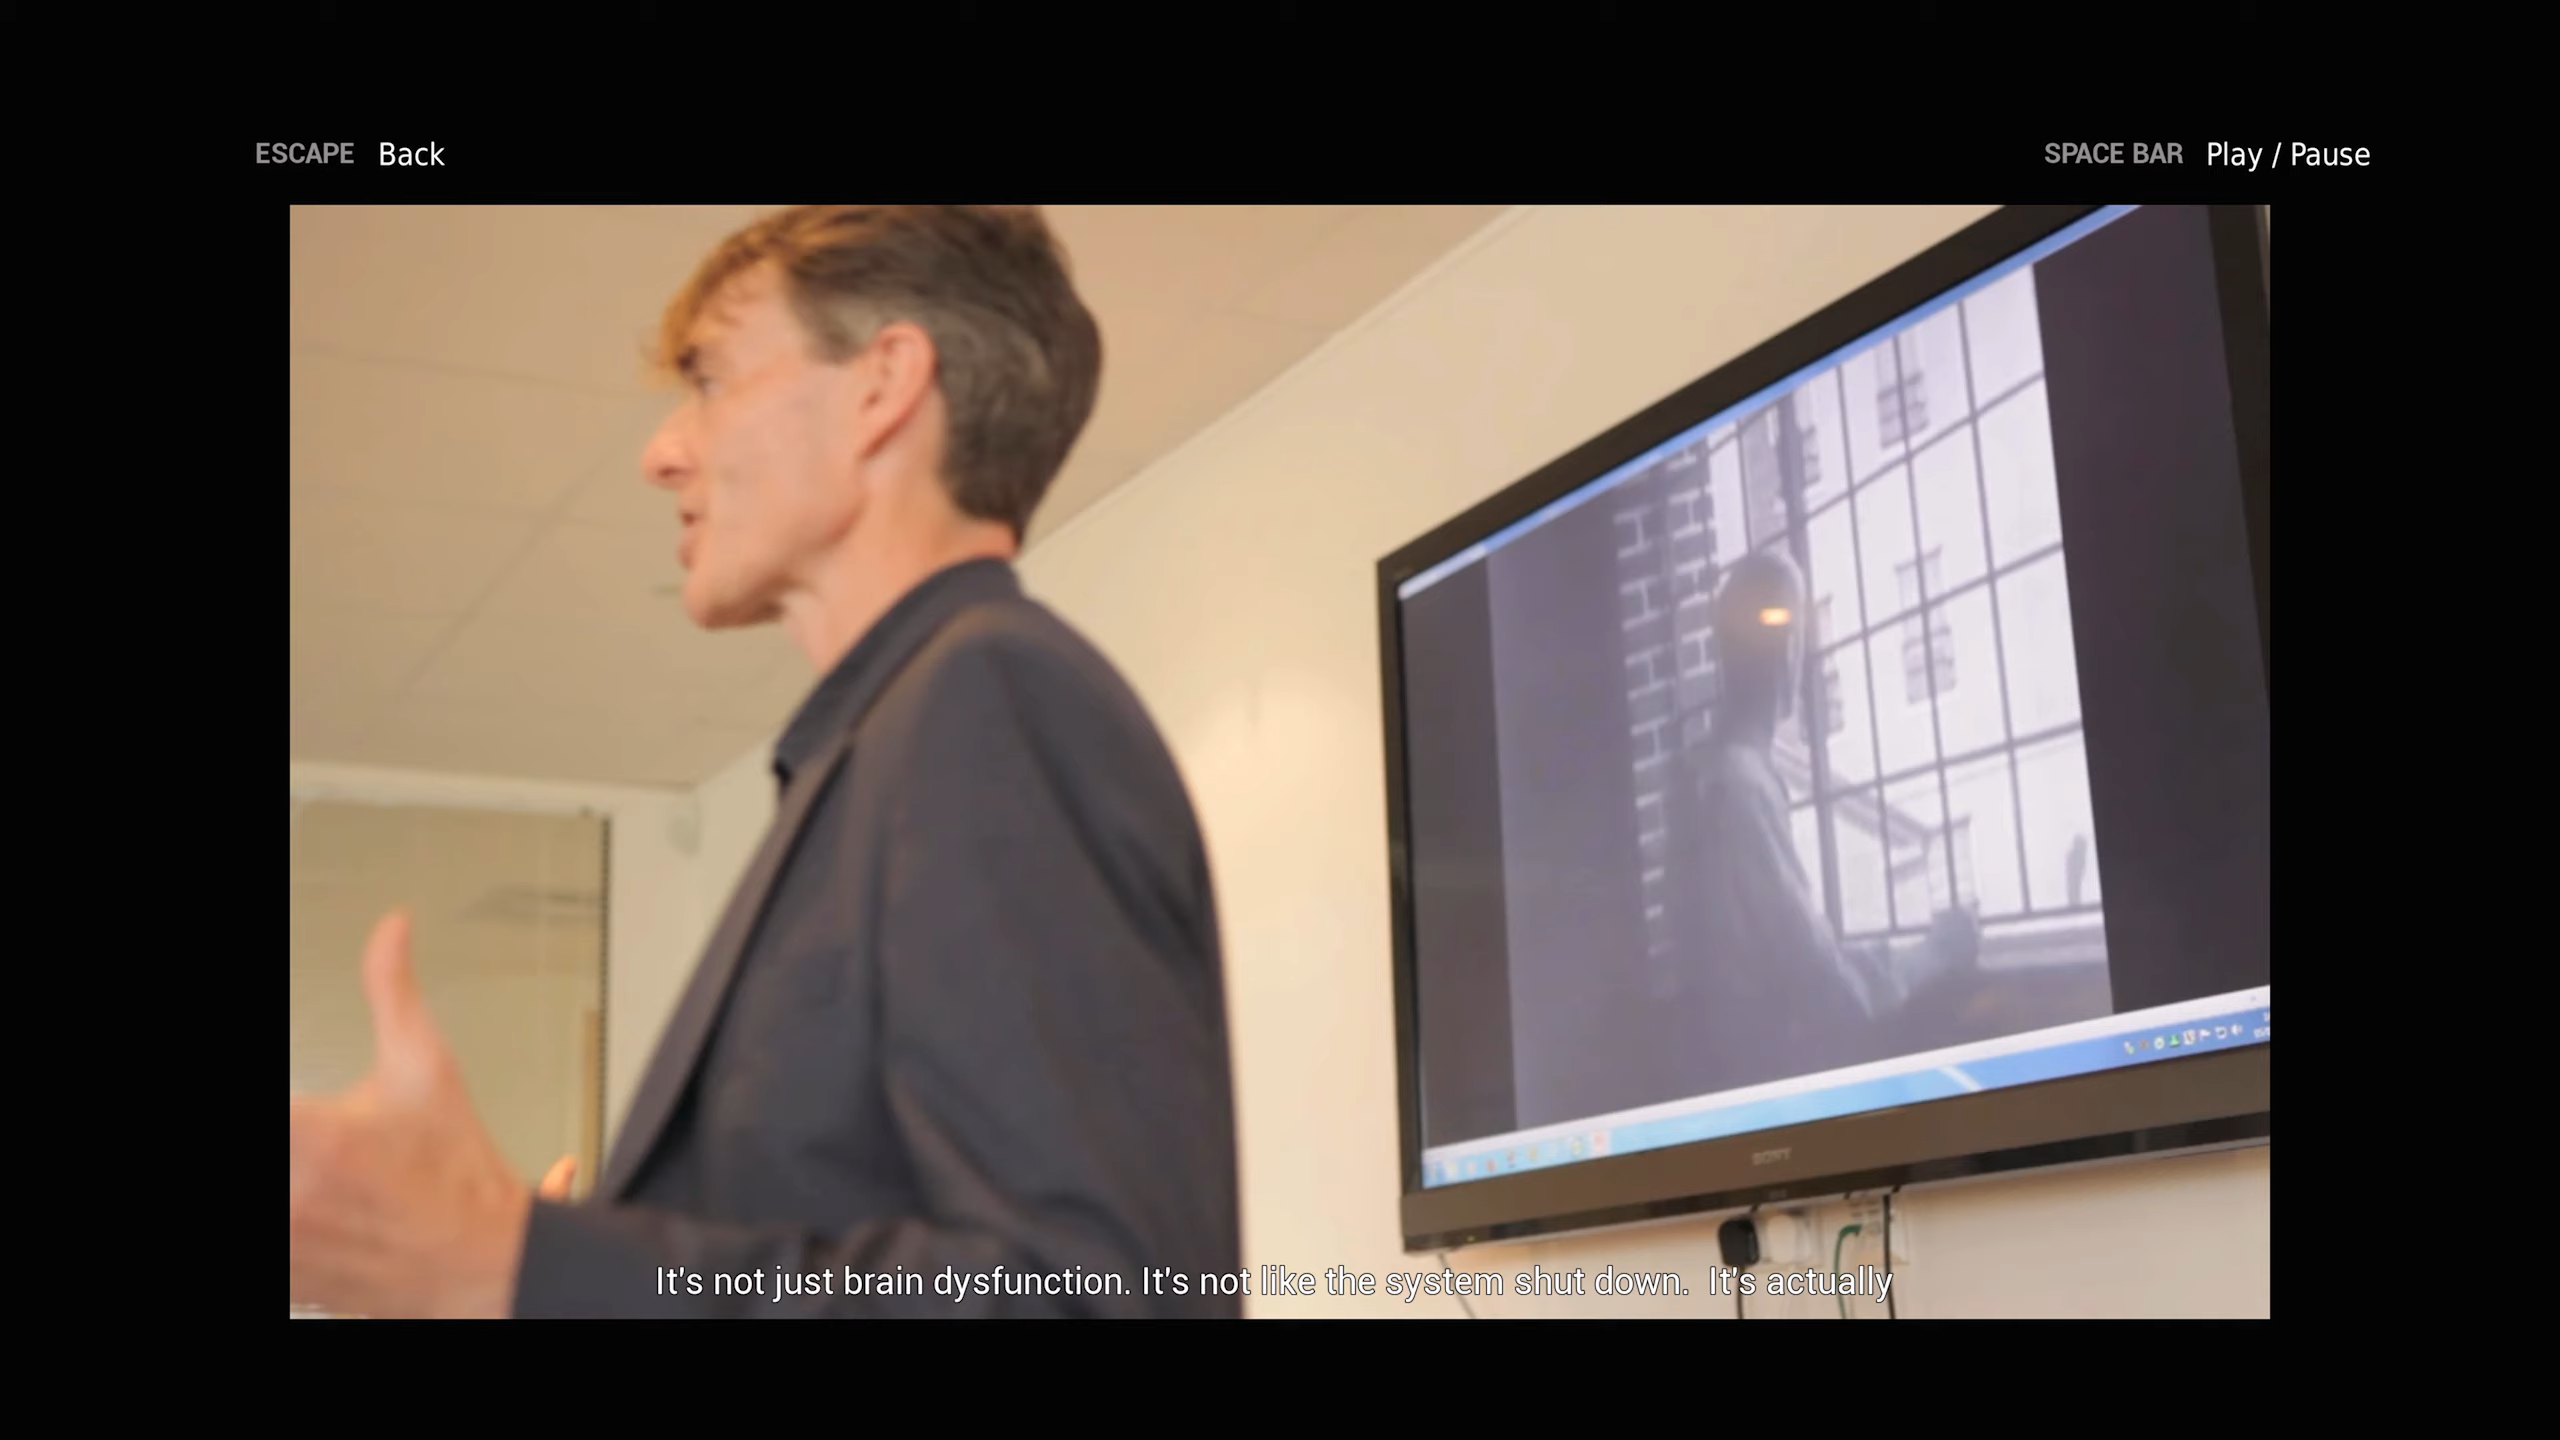 ESCAPE Back
SPACE BAR Play / Pause
SONY
It's not just brain dysfunction. It's not like the system shut down.  It's actually